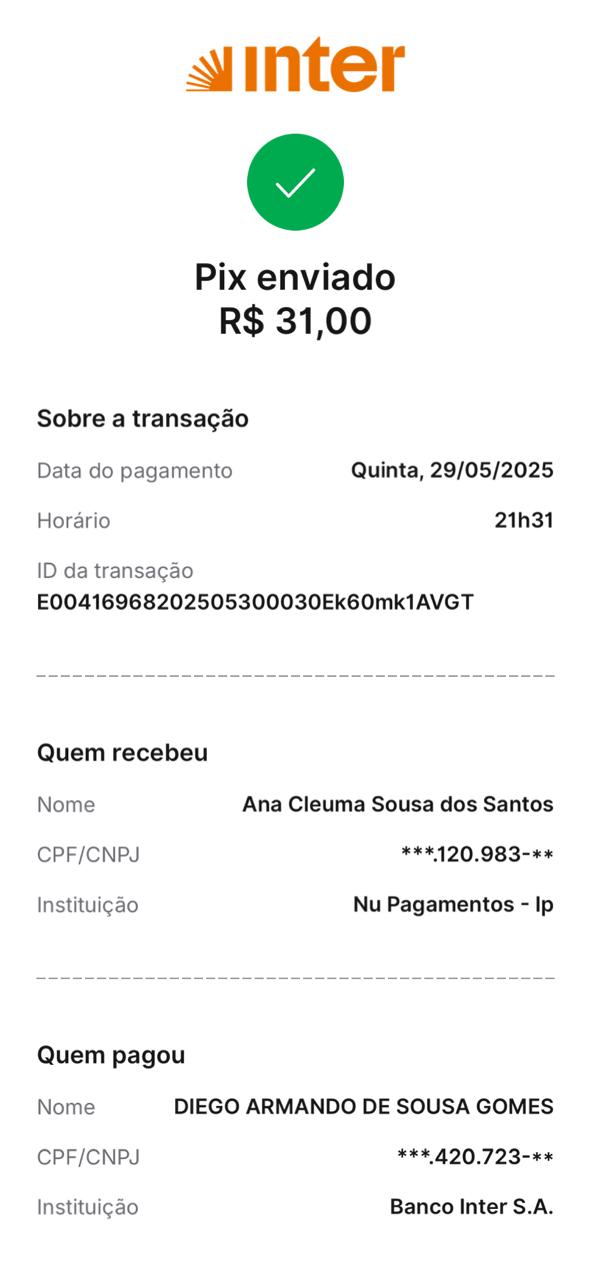 inter
Pix enviado
R$ 31,00
Sobre a transação
Data do pagamento Quinta, 29/05/2025
Horário 21h31
ID da transação
E00416968202505300030Ek60mk1AVGT
Quem recebeu
Nome Ana Cleuma Sousa dos Santos
CPF/CNPJ ***.120.983-**
Instituição Nu Pagamentos - Ip
Quem pagou
Nome DIEGO ARMANDO DE SOUSA GOMES
CPF/CNPJ ***.420.723-**
Instituição Banco Inter S.A.